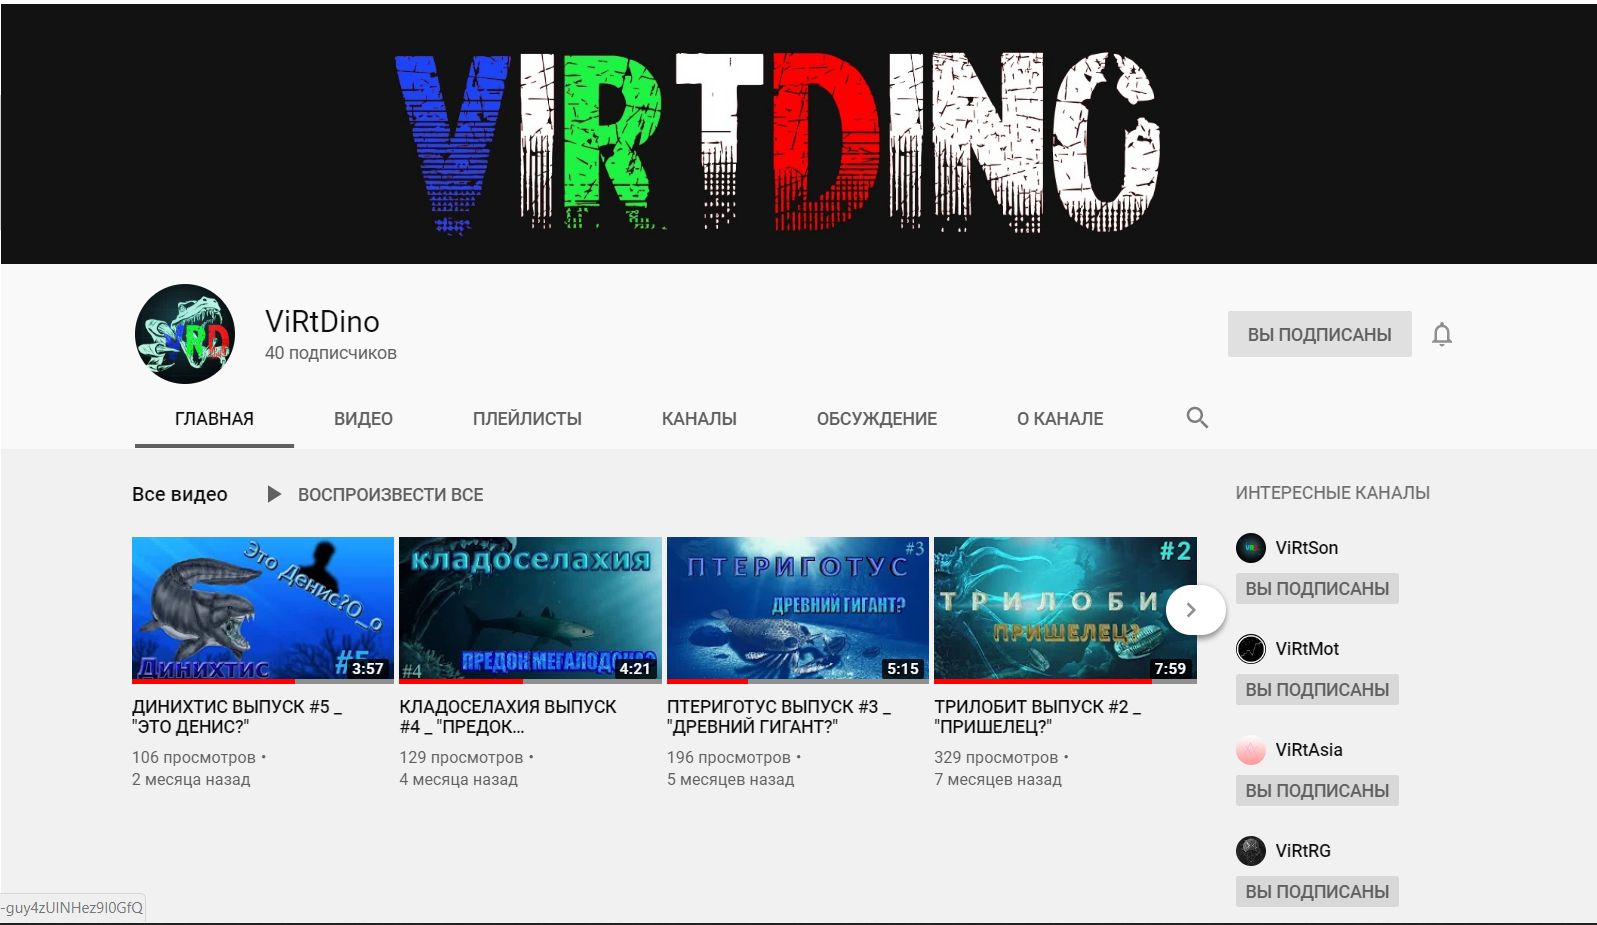 VIRTDINO
VIRD
ViRtDino
40 подписчиков
ВЫ ПОДПИСАНЫ
ГЛАВНАЯ
ВИДЕО
ПЛЕЙЛИСТЫ
КАНАЛЫ
ОБСУЖДЕНИЕ
О КАНАЛЕ
Все видео
ВОСПРОИЗВЕСТИ ВСЕ
Это Денис?О_о
Динихтис
#5
3:57
ДИНИХТИС ВЫПУСК #5 _
"ЭТО ДЕНИС?"
106 просмотров •
2 месяца назад
кладоселахия
#4
ПРЕДОК МЕГАЛОДОНА?
4:21
КЛАДОСЕЛАХИЯ ВЫПУСК
#4 _ "ПРЕДОК...
129 просмотров •
4 месяца назад
#3
ПТЕРИГОТУС
ДРЕВНИЙ ГИГАНТ?
5:15
ПТЕРИГОТУС ВЫПУСК #3 _
"ДРЕВНИЙ ГИГАНТ?"
196 просмотров •
5 месяцев назад
#2
ТРИЛОБИ
ПРИШЕЛЕЦ?
7:59
ТРИЛОБИТ ВЫПУСК #2 _
"ПРИШЕЛЕЦ?"
329 просмотров •
7 месяцев назад
ИНТЕРЕСНЫЕ КАНАЛЫ
ViRtSon
ВЫ ПОДПИСАНЫ
ViRtMot
ВЫ ПОДПИСАНЫ
ViRtAsia
ВЫ ПОДПИСАНЫ
ViRtRG
ВЫ ПОДПИСАНЫ
-guy4zUINHez9I0GfQ